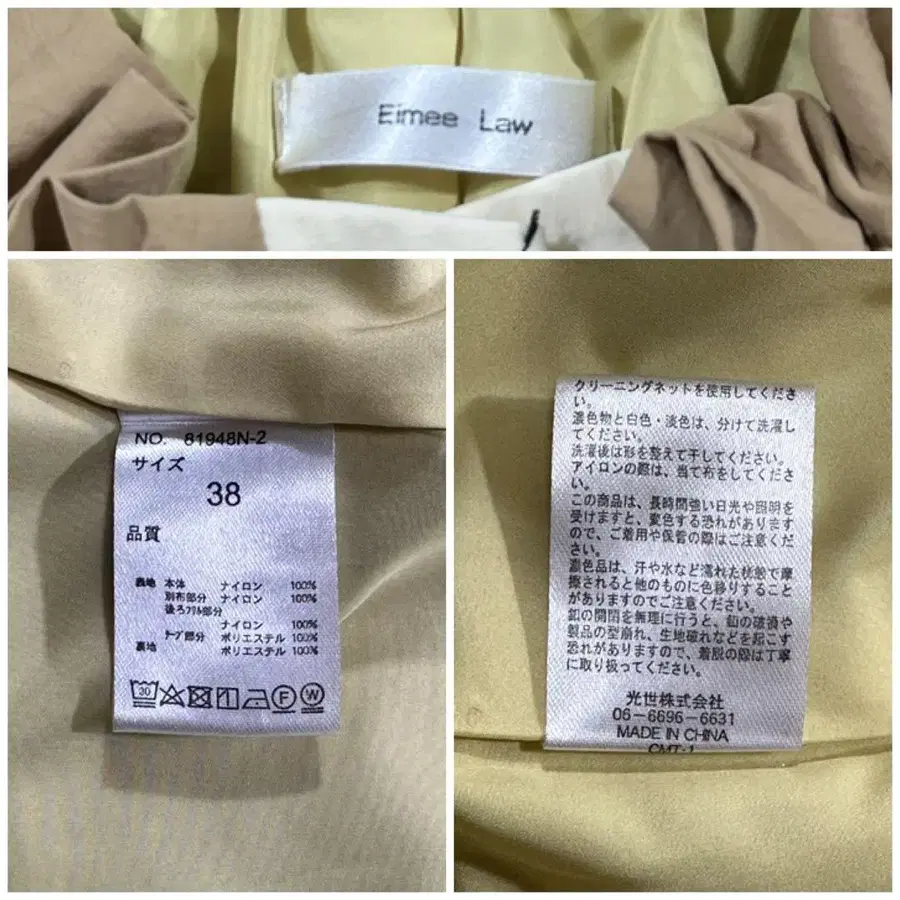 Eimee Law
NO. 81948N-2
サイズ
38
品質
表地 本体 ナイロン 100%
別布部分 ナイロン 100%
後ろフリル部分
ナイロン 100%
テープ部分 ポリエステル 100%
裏地 ポリエステル 100%
30
F
W
クリーニングネットを使用してくださ
い。
濃色物と白色・淡色は、分けて洗濯し
てください。
洗濯後は形を整えて干してください。
アイロンの際は、当て布をしてくださ
い。
この商品は、長時間強い日光や照明を
受けますと、変色する恐れがあります
ので、ご着用や保管の際はご注意くださ
い。
濃色品は、汗や水など濡れた状態で摩
擦されると他のものに色移りすること
がありますのでご注意ください。
釦の開閉を無理に行うと、釦の破損や
製品の型崩れ、生地破れなどを起こす
恐れがありますので、着脱の際は丁寧
に取り扱ってください。
光世株式会社
06-6696-6631
MADE IN CHINA
CMT-1